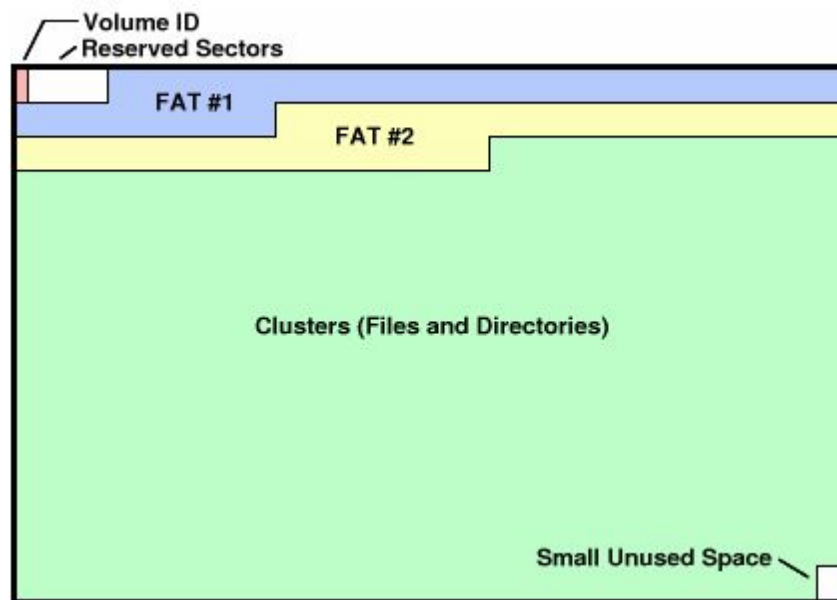 Volume ID
Reserved Sectors
FAT #1
FAT #2
Clusters (Files and Directories)
Small Unused Space